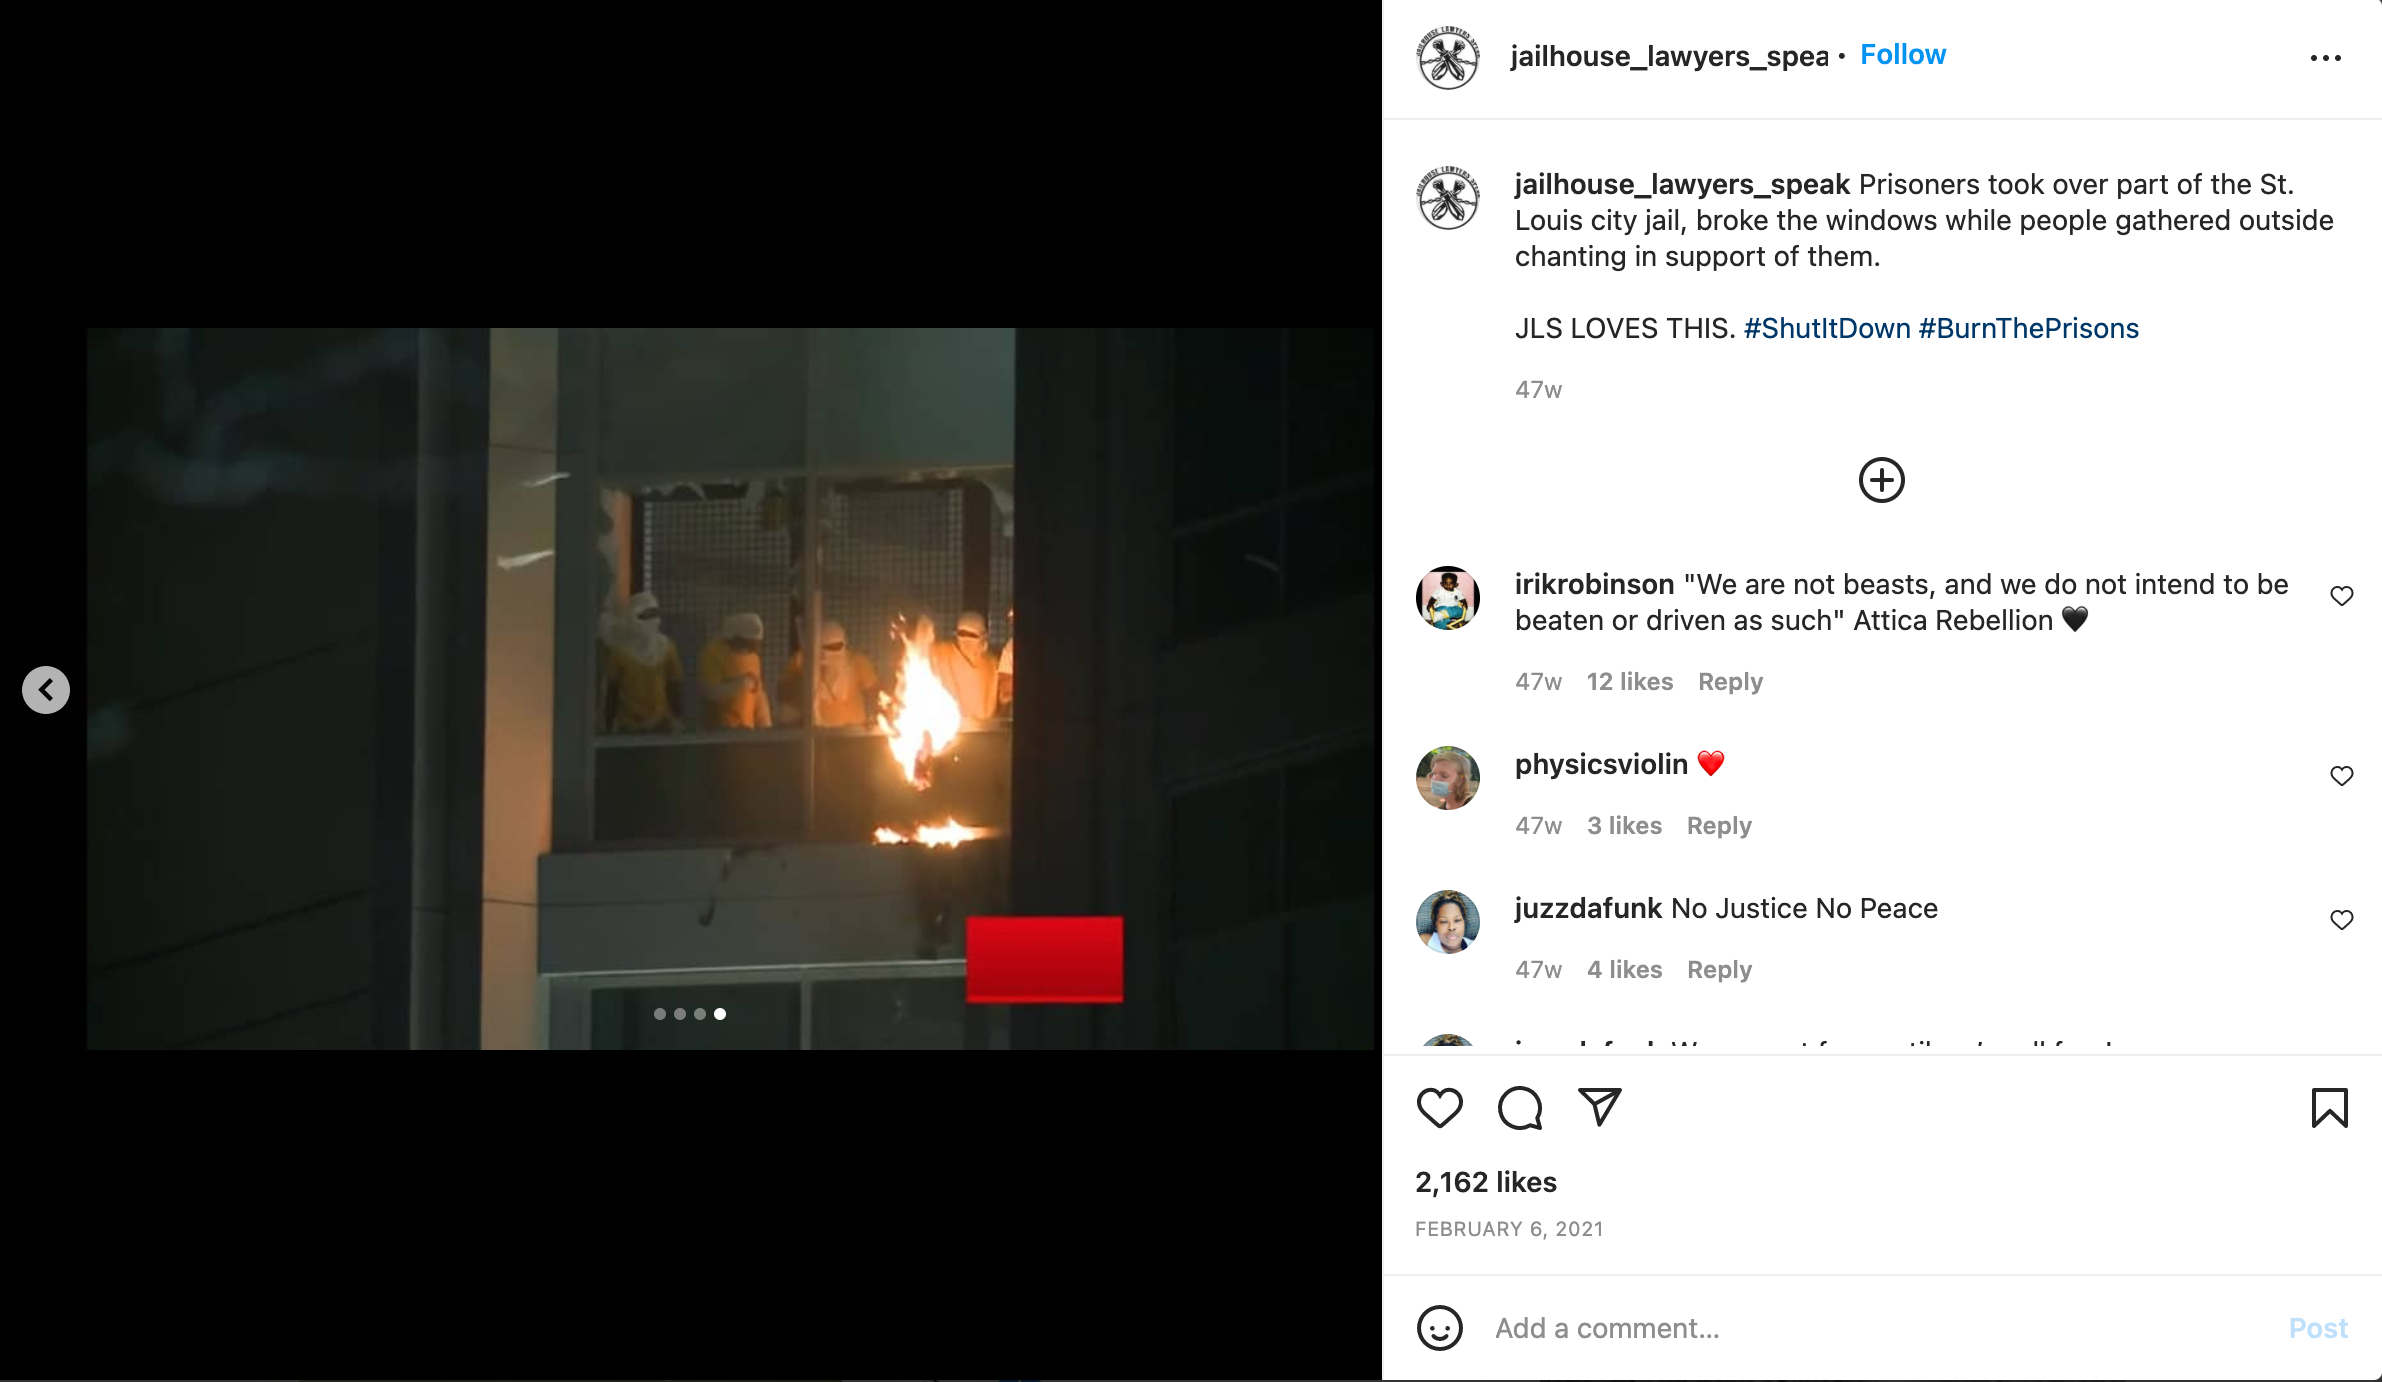 jailhouse_lawyers_spea • Follow
jailhouse_lawyers_speak Prisoners took over part of the St.
Louis city jail, broke the windows while people gathered outside
chanting in support of them.
JLS LOVES THIS. #ShutItDown #BurnThePrisons
47w
irikrobinson "We are not beasts, and we do not intend to be
beaten or driven as such" Attica Rebellion 🖤
47w 12 likes Reply
physicsviolin ❤️
47w 3 likes Reply
juzzdafunk No Justice No Peace
47w 4 likes Reply
2,162 likes
FEBRUARY 6, 2021
Add a comment...
Post